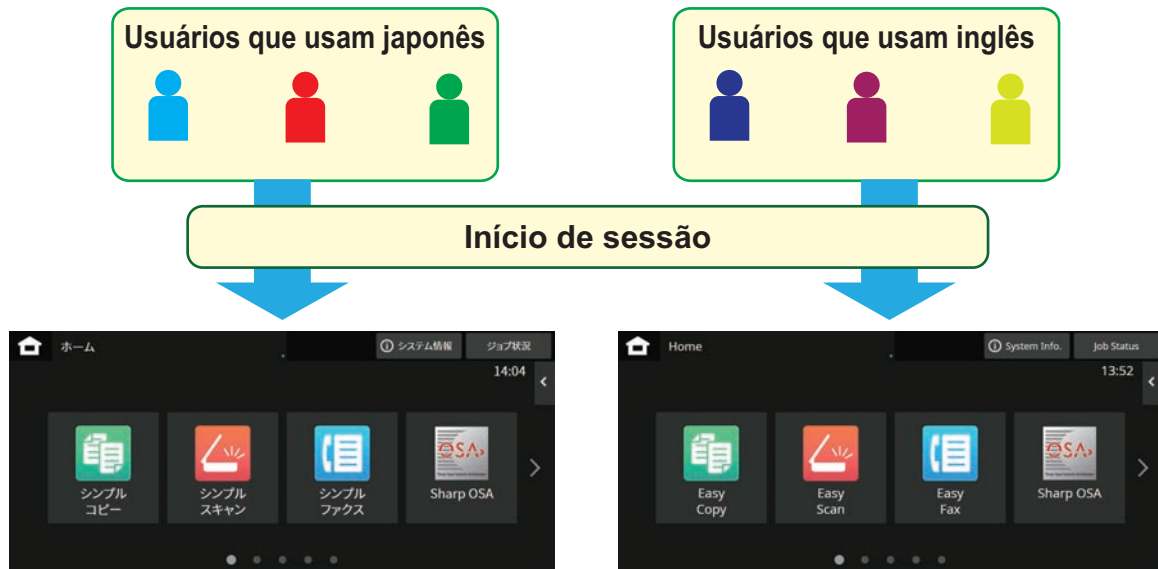 Usuários que usam japonês
Usuários que usam inglês
Início de sessão
ホーム
システム情報
ジョブ状況
14:04
シンプル
コピー
シンプル
スキャン
シンプル
ファクス
OSA
Sharp OSA
Home
System Info.
Job Status
13:52
Easy
Copy
Easy
Scan
Easy
Fax
OSA
Sharp OSA